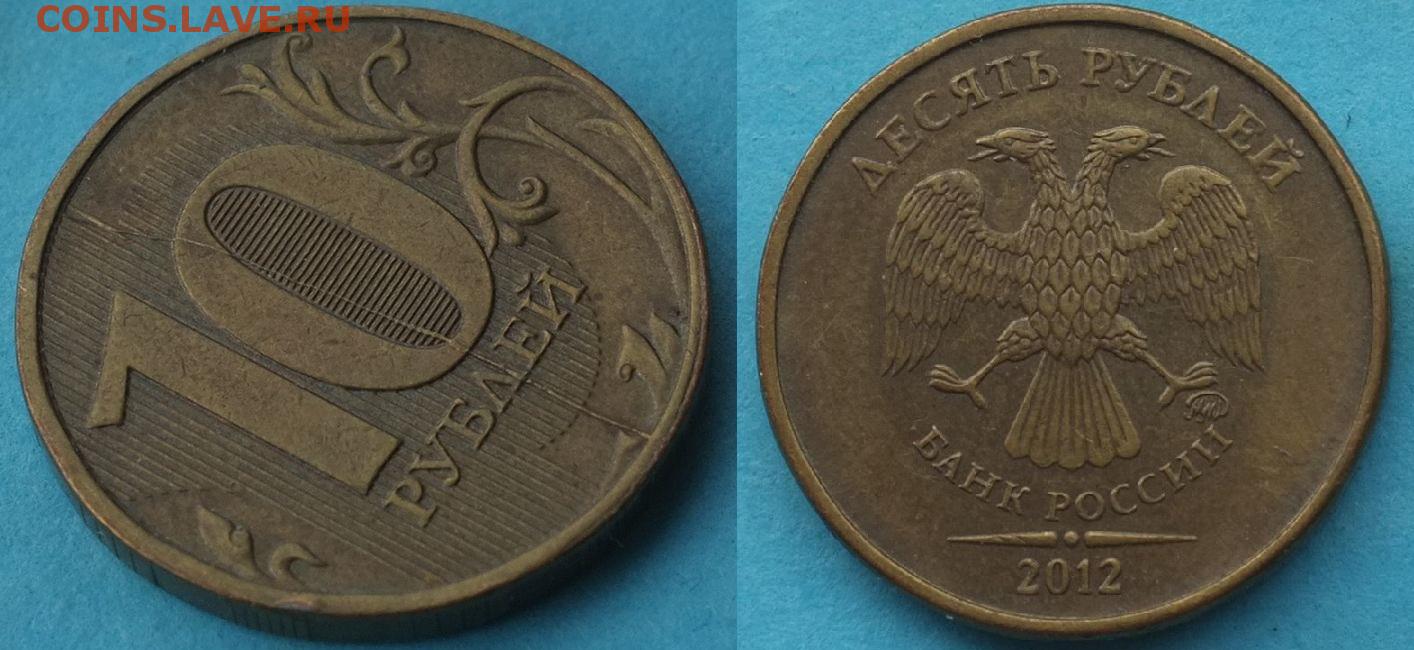 COINS.LAVE.RU
10
РУБЛЕЙ
ДЕСЯТЬ РУБЛЕЙ
БАНК РОССИИ
2012